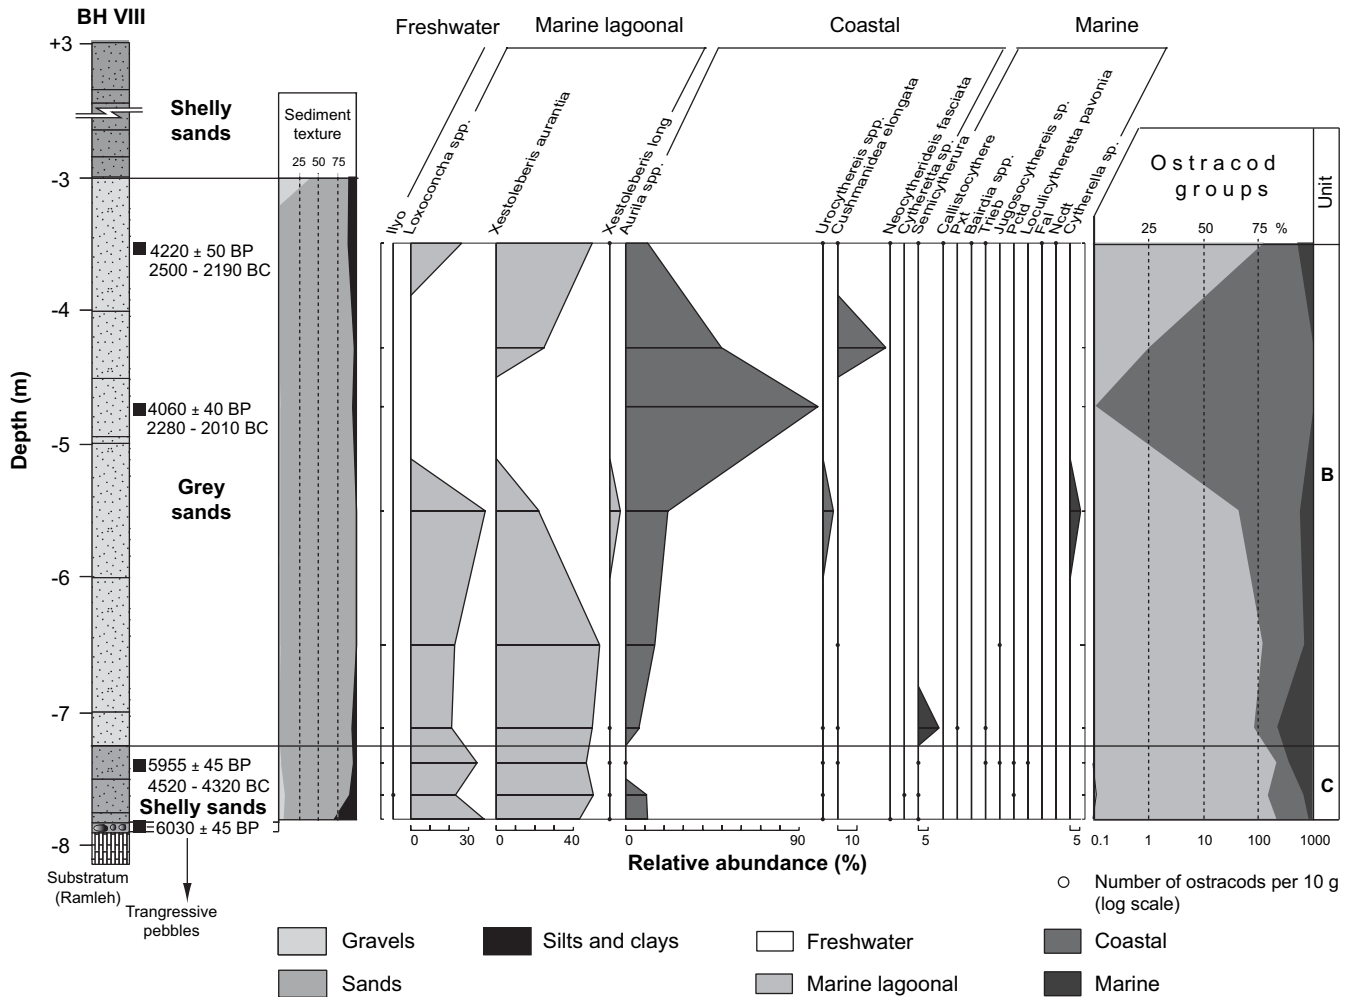 BH VIII
+3
-3
-4
-5
-6
-7
-8
Depth (m)
Shelly
sands
4220 ± 50 BP
2500 - 2190 BC
4060 ± 40 BP
2280 - 2010 BC
Grey
sands
5955 ± 45 BP
4520 - 4320 BC
Shelly sands
6030 ± 45 BP
Substratum
(Ramleh)
Trangressive
pebbles
Sediment
texture
25 50 75
Freshwater
Marine lagoonal
Coastal
Marine
Ilyo
Loxoconcha spp.
Xestoleberis aurantia
Xestoleberis long
Aurila spp.
Urocythereis spp.
Cushmanidea elongata
Neocytherideis fasciata
Cytheretta sp.
Semicytherura
Callistocythere
Pxt
Bairdia spp.
Trieb
Jugosocythereis sp.
Pctd
Loculicytheretta pavonia
Fal
Ncdt
Cytherella sp.
Ostracod
groups
25 50 75 %
Unit
B
C
0 30 0 40 0 90 10 5 5 0.1 1 10 100 1000
Relative abundance (%)
Number of ostracods per 10 g
(log scale)
Gravels
Sands
Silts and clays
Freshwater
Marine lagoonal
Coastal
Marine